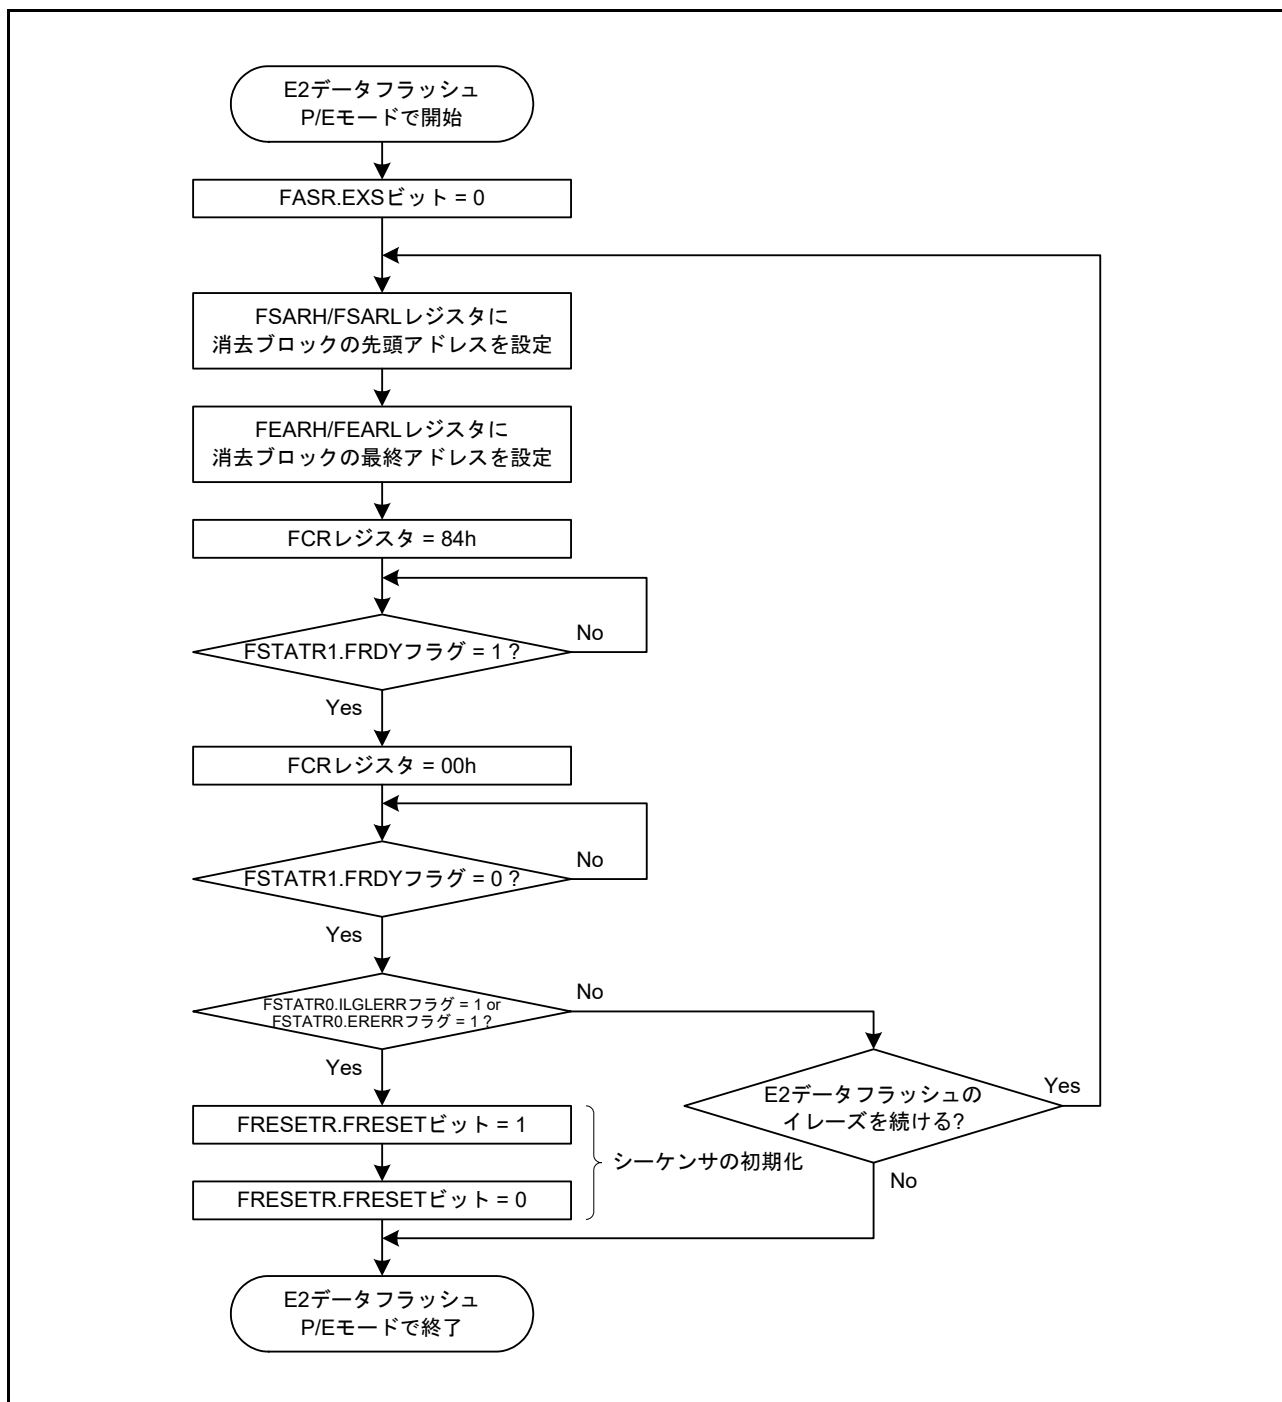 E2データフラッシュ
P/Eモードで開始
FASR.EXSビット = 0
FSARH/FSARLレジスタに
消去ブロックの先頭アドレスを設定
FEARH/FEARLレジスタに
消去ブロックの最終アドレスを設定
FCRレジスタ = 84h
No
FSTATR1.FRDYフラグ = 1 ?
Yes
FCRレジスタ = 00h
No
FSTATR1.FRDYフラグ = 0 ?
Yes
No
FSTATR0.ILGLERRフラグ = 1 or
FSTATR0.ERERRフラグ = 1 ?
Yes
E2データフラッシュの
イレーズを続ける?
Yes
No
FRESETR.FRESETビット = 1
シーケンサの初期化
FRESETR.FRESETビット = 0
E2データフラッシュ
P/Eモードで終了